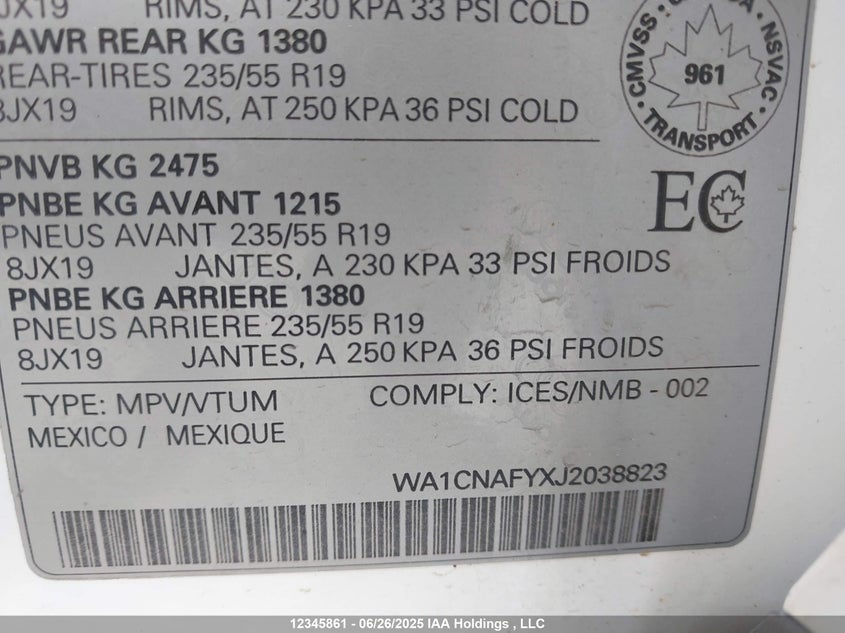 RIMS, AT 230 KPA 33 PSI COLD
GAWR REAR KG 1380
REAR-TIRES 235/55 R19
8JX19 RIMS, AT 250 KPA 36 PSI COLD
PNVB KG 2475
PNBE KG AVANT 1215
PNEUS AVANT 235/55 R19
8JX19 JANTES, A 230 KPA 33 PSI FROIDS
PNBE KG ARRIERE 1380
PNEUS ARRIERE 235/55 R19
8JX19 JANTES, A 250 KPA 36 PSI FROIDS
CMVSS NSVAC
961
TRANSPORT
EC
TYPE: MPV/VTUM COMPLY: ICES/NMB - 002
MEXICO / MEXIQUE
WA1CNAFYXJ2038823
12345861 - 06/26/2025 IAA Holdings , LLC